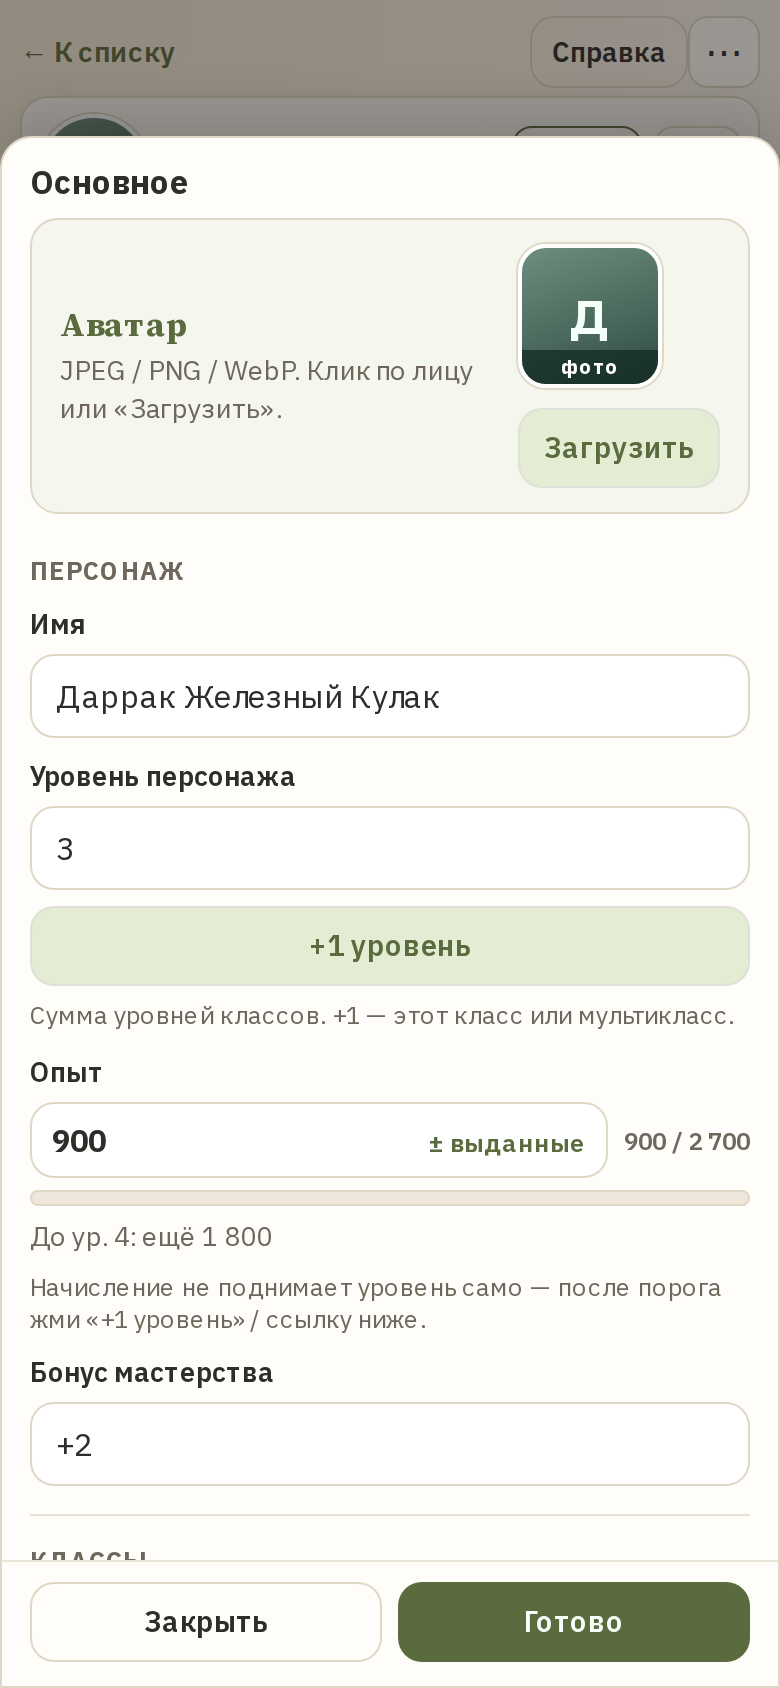 ← К списку
Справка
...
Основное
Аватар
JPEG / PNG / WebP. Клик по лицу
или «Загрузить».
Д
фото
Загрузить
ПЕРСОНАЖ
Имя
Даррак Железный Кулак
Уровень персонажа
3
+1 уровень
Сумма уровней классов. +1 — этот класс или мультикласс.
Опыт
900 ± выданные 900 / 2 700
До ур. 4: ещё 1 800
Начисление не поднимает уровень само — после порога
жми «+1 уровень» / ссылку ниже.
Бонус мастерства
+2
КЛАССЫ
Закрыть
Готово